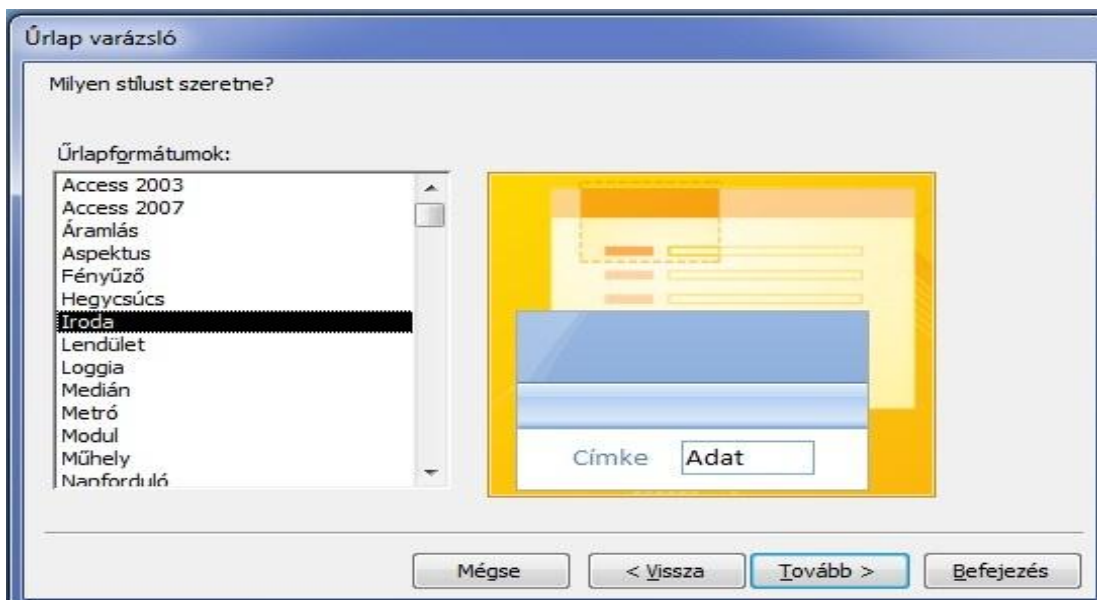 Űrlap varázsló
Milyen stílust szeretne?
Űrlapformátumok:
Access 2003
Access 2007
Áramlás
Aspektus
Fényűző
Hegycsúcs
Iroda
Lendület
Loggia
Medián
Metró
Modul
Műhely
Napforduló
Címke Adat
Mégse < Vissza Tovább > Befejezés